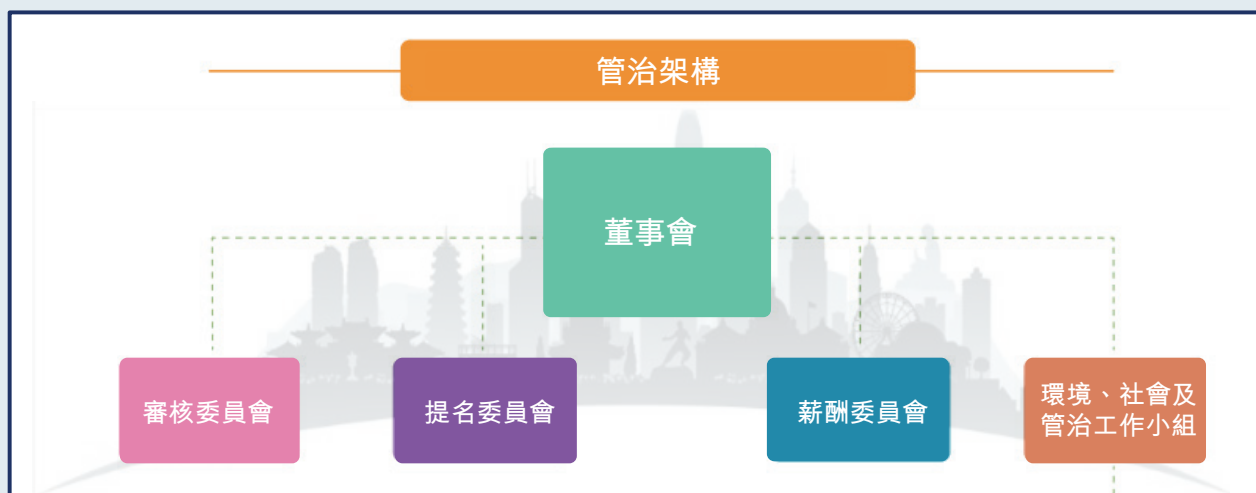 管治架構
董事會
審核委員會
提名委員會
薪酬委員會
環境、社會及
管治工作小組